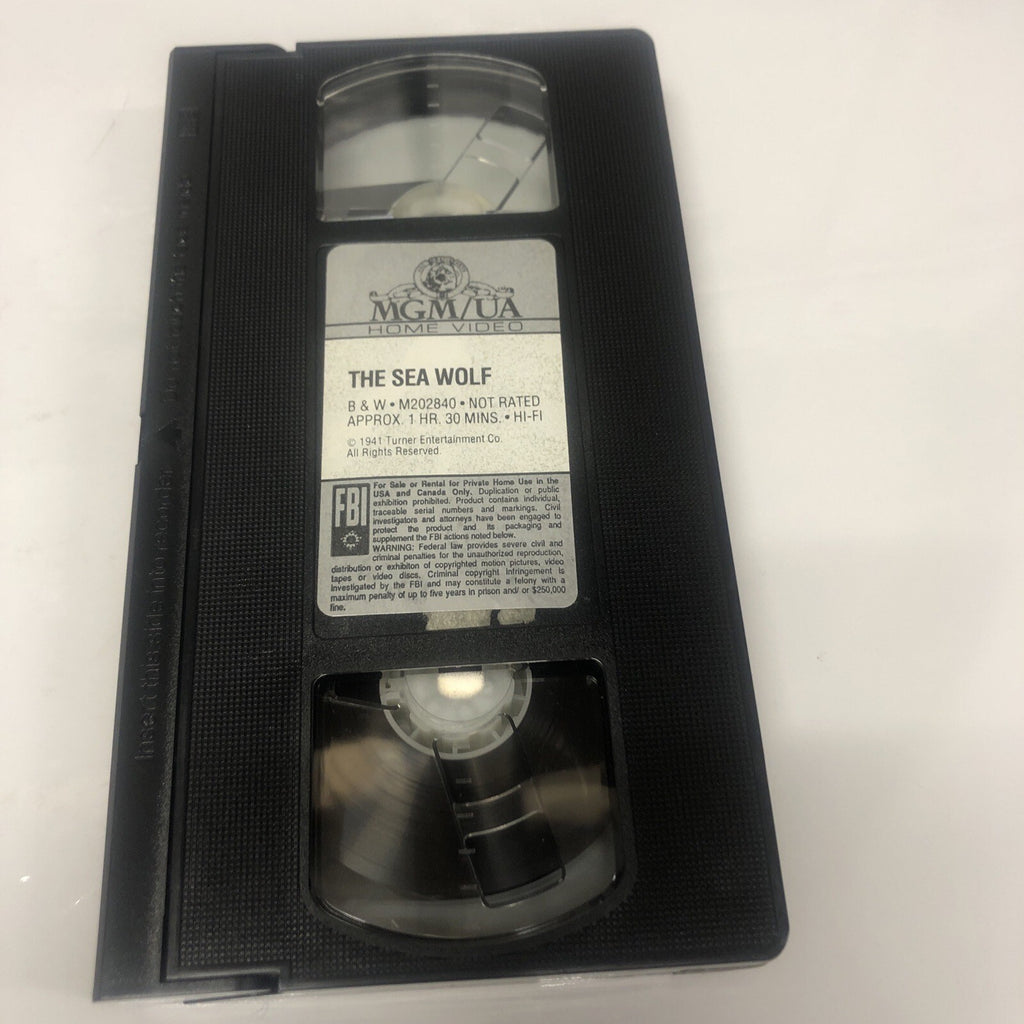 MGM/UA
HOME VIDEO
THE SEA WOLF
B & W • M202840 • NOT RATED
APPROX. 1 HR. 30 MINS. • HI-FI
© 1941 Turner Entertainment Co.
All Rights Reserved.
FBI
For Sale or Rental for Private Home Use in the
USA and Canada Only. Duplication or public
exhibition prohibited. Product contains individual,
traceable serial numbers and markings. Civil
investigators and attorneys have been engaged to
protect the product and its packaging and
supplement the FBI actions noted below.
WARNING: Federal law provides severe civil and
criminal penalties for the unauthorized reproduction,
distribution or exhibiton of copyrighted motion pictures, video
tapes or video discs. Criminal copyright infringement is
investigated by the FBI and may constitute a felony with a
maximum penalty of up to five years in prison and/ or $250,000
fine.
Insert this side into recorder